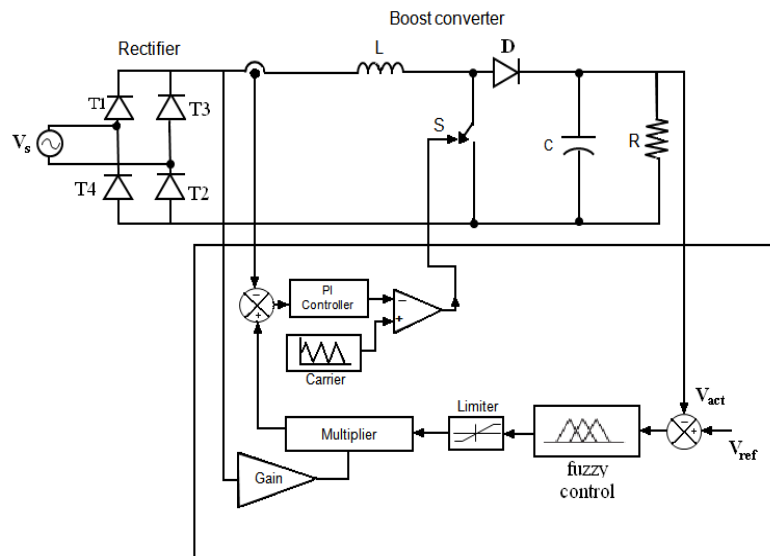 Boost converter
Rectifier
L
D
T1
T3
S
C
R
Vs
T4
T2
−
+
PI
Controller
−
+
Carrier
Vact
Limiter
−
+
Multiplier
Vref
Gain
fuzzy
control